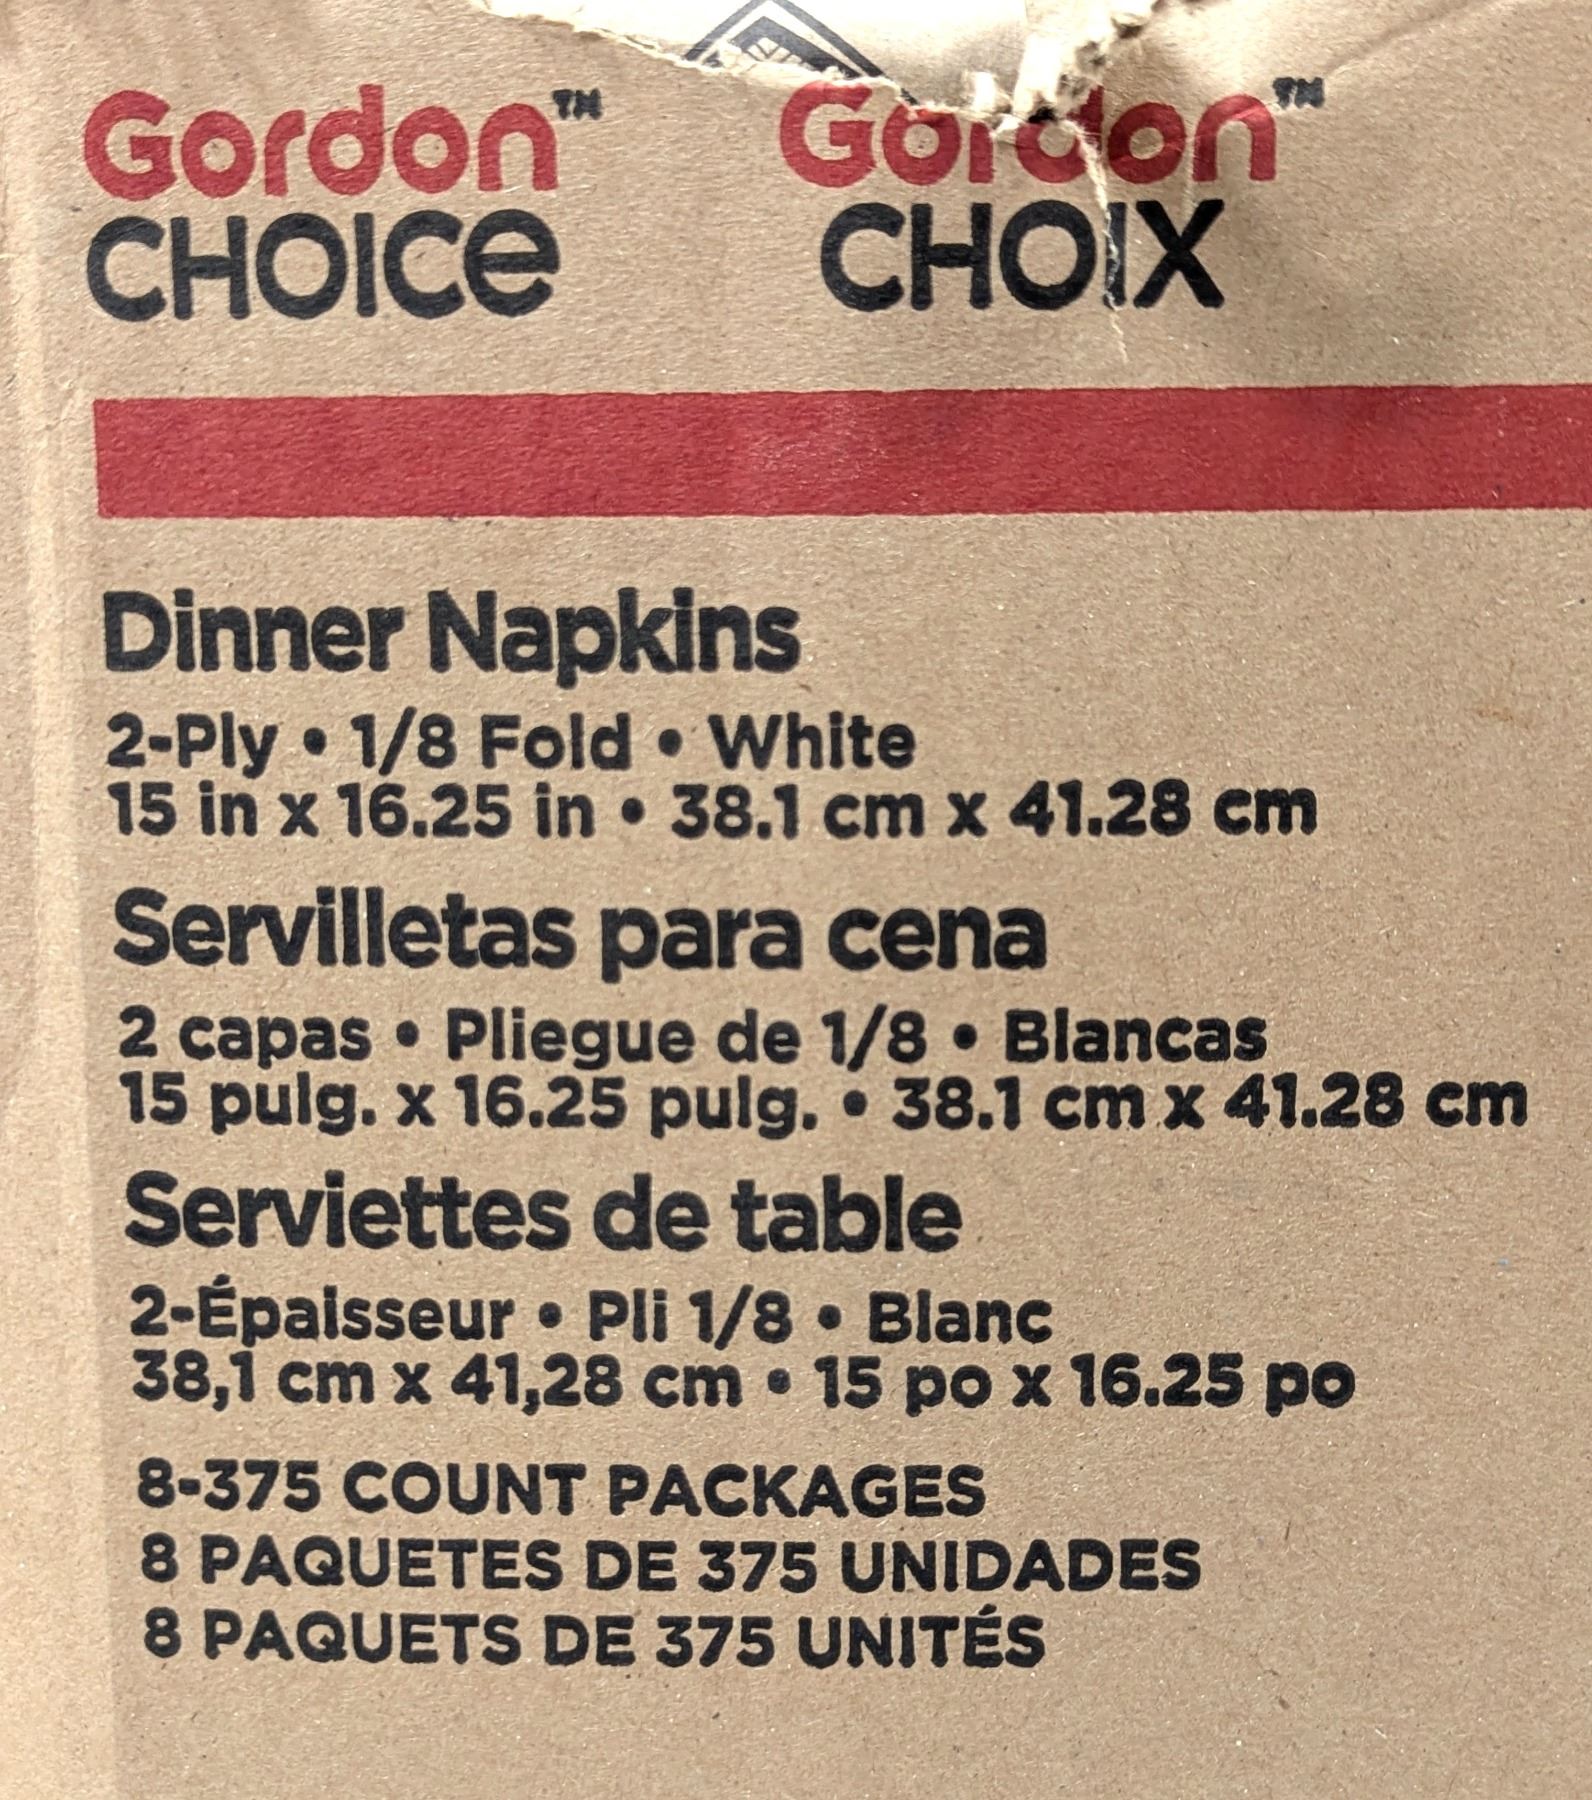 Gordon™
CHOICe
Gordon™
CHOIX
Dinner Napkins
2-Ply • 1/8 Fold • White
15 in x 16.25 in • 38.1 cm x 41.28 cm
Servilletas para cena
2 capas • Pliegue de 1/8 • Blancas
15 pulg. x 16.25 pulg. • 38.1 cm x 41.28 cm
Serviettes de table
2-Épaisseur • Pli 1/8 • Blanc
38,1 cm x 41,28 cm • 15 po x 16.25 po
8-375 COUNT PACKAGES
8 PAQUETES DE 375 UNIDADES
8 PAQUETS DE 375 UNITÉS